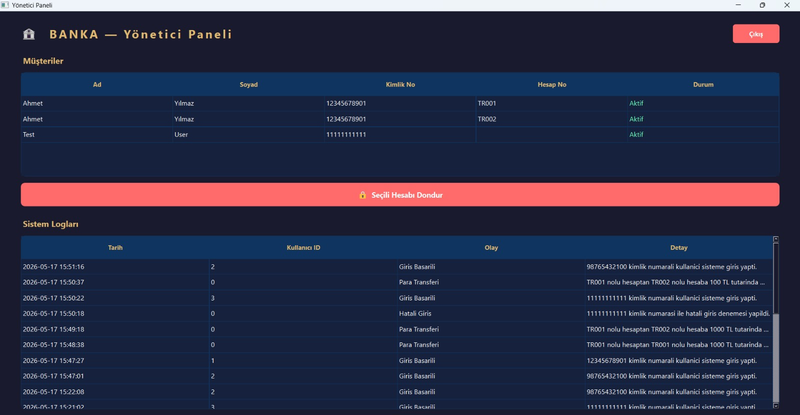 Yönetici Paneli
BANKA — Yönetici Paneli
Çıkış
Müşteriler
Ad Soyad Kimlik No Hesap No Durum
Ahmet Yılmaz 12345678901 TR001 Aktif
Ahmet Yılmaz 12345678901 TR002 Aktif
Test User 11111111111 Aktif
Seçili Hesabı Dondur
Sistem Logları
Tarih Kullanıcı ID Olay Detay
2026-05-17 15:51:16 2 Giris Basarili 98765432100 kimlik numarali kullanici sisteme giris yapti.
2026-05-17 15:50:37 0 Para Transferi TR001 nolu hesaptan TR002 nolu hesaba 100 TL tutarinda ...
2026-05-17 15:50:22 3 Giris Basarili 11111111111 kimlik numarali kullanici sisteme giris yapti.
2026-05-17 15:50:18 0 Hatali Giris 11111111111 kimlik numarasi ile hatali giris denemesi yapildi.
2026-05-17 15:49:18 0 Para Transferi TR001 nolu hesaptan TR002 nolu hesaba 1000 TL tutarinda ...
2026-05-17 15:48:38 0 Para Transferi TR001 nolu hesaptan TR001 nolu hesaba 1000 TL tutarinda ...
2026-05-17 15:47:27 1 Giris Basarili 12345678901 kimlik numarali kullanici sisteme giris yapti.
2026-05-17 15:47:01 2 Giris Basarili 98765432100 kimlik numarali kullanici sisteme giris yapti.
2026-05-17 15:22:08 2 Giris Basarili 98765432100 kimlik numarali kullanici sisteme giris yapti.
2026-05-17 15:21:02 3 Giris Basarili 11111111111 kimlik numarali kullanici sisteme giris yapti.